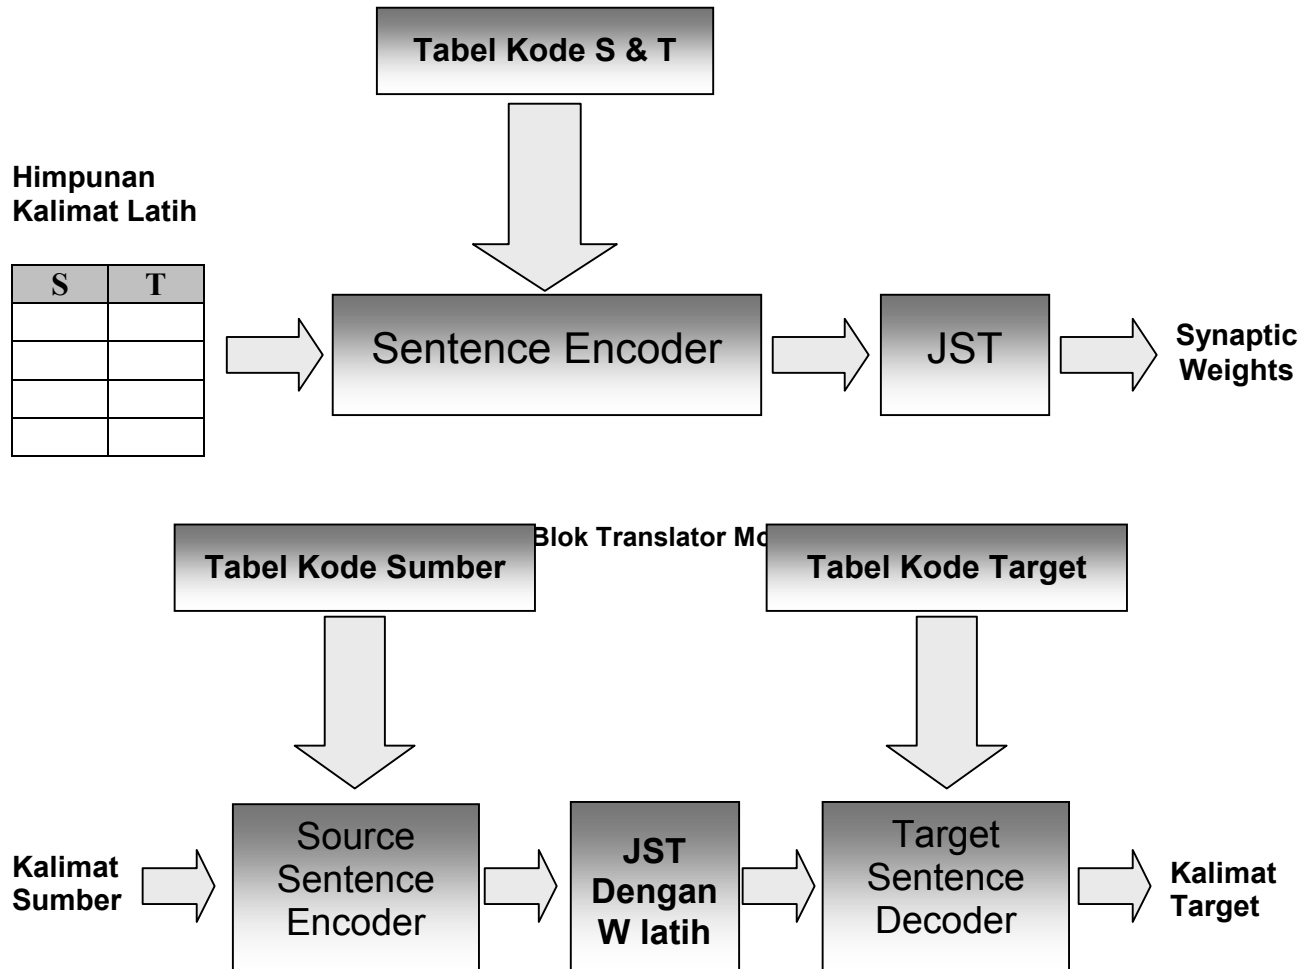 Tabel Kode S & T
Himpunan
Kalimat Latih
S T
Sentence Encoder
JST
Synaptic
Weights
Blok Translator
Tabel Kode Sumber
Tabel Kode Target
Kalimat
Sumber
Source
Sentence
Encoder
JST
Dengan
W latih
Target
Sentence
Decoder
Kalimat
Target